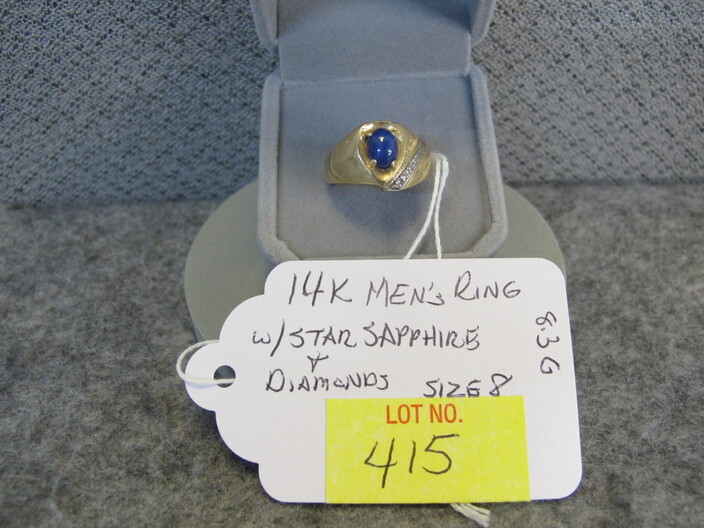 14K MEN'S RING
W/ STAR SAPPHIRE
+
DIAMONDS SIZE 8
8.3 G
LOT NO.
415